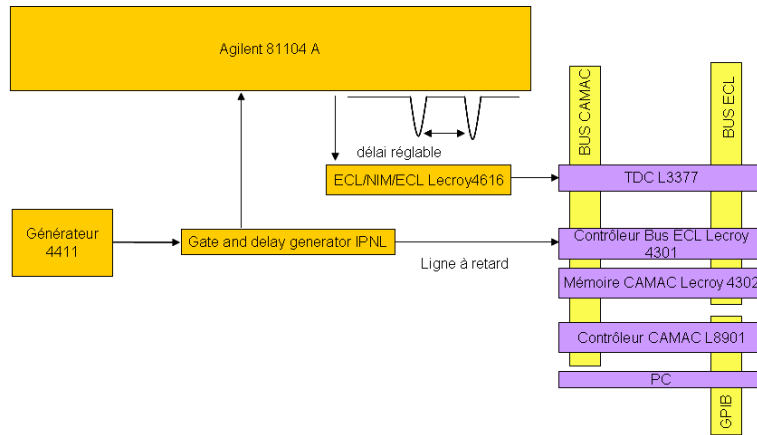 Agilent 81104 A
BUS CAMAC
BUS ECL
délai réglable
ECL/NIM/ECL Lecroy4616
TDC L3377
Générateur
4411
Gate and delay generator IPNL
Ligne à retard
Contrôleur Bus ECL Lecroy
4301
Mémoire CAMAC Lecroy 4302
Contrôleur CAMAC L8901
PC
GPIB